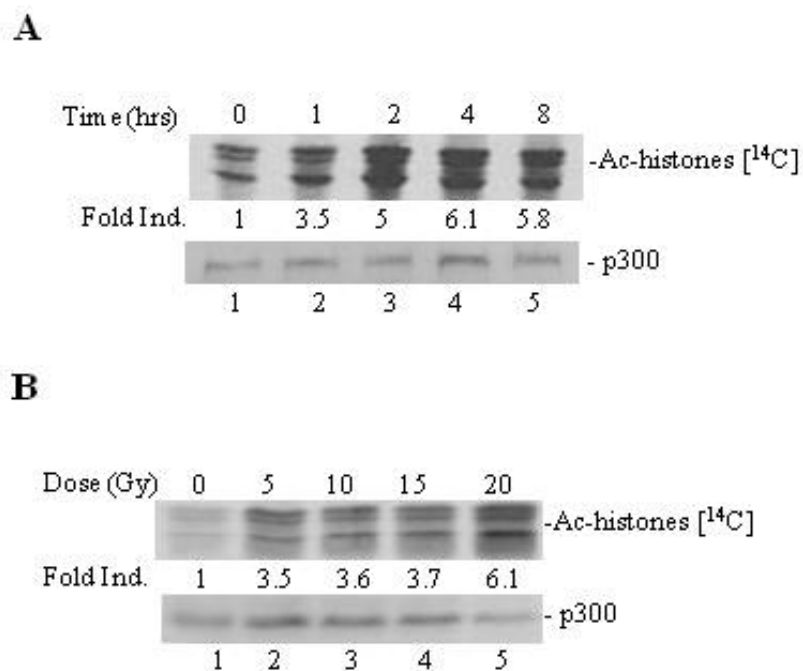 A
Time (hrs) 0 1 2 4 8
-Ac-histones [¹⁴C]
Fold Ind. 1 3.5 5 6.1 5.8
- p300
1 2 3 4 5
B
Dose (Gy) 0 5 10 15 20
-Ac-histones [¹⁴C]
Fold Ind. 1 3.5 3.6 3.7 6.1
- p300
1 2 3 4 5